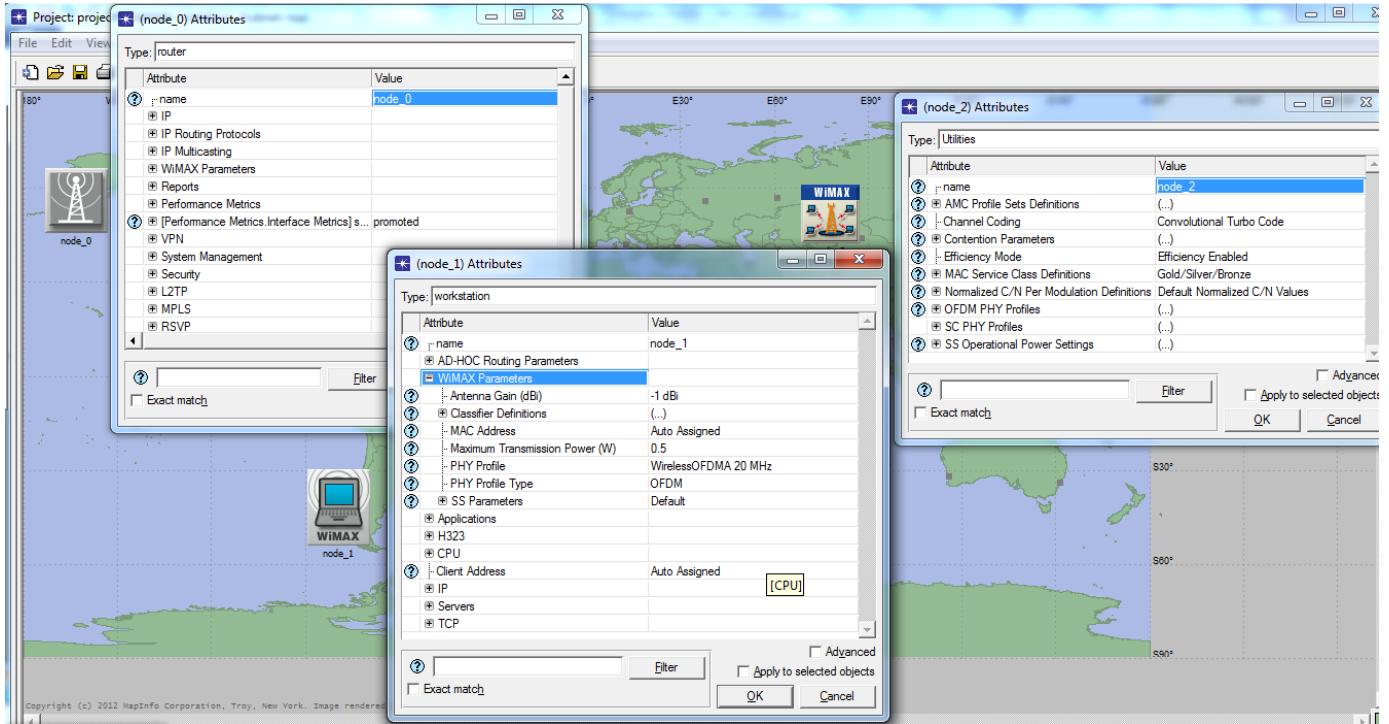 Project: projec
File Edit View
180°
E30° E60° E90°
node_0
WiMAX
WiMAX
node_1
S30°
S60°
S90°
Copyright (c) 2012 MapInfo Corporation, Troy, New York. Image rendered
(node_0) Attributes
Type: router
Attribute Value
name node_0
IP
IP Routing Protocols
IP Multicasting
WiMAX Parameters
Reports
Performance Metrics
[Performance Metrics.Interface Metrics] s... promoted
VPN
System Management
Security
L2TP
MPLS
RSVP
Filter
Exact match
(node_1) Attributes
Type: workstation
Attribute Value
name node_1
AD-HOC Routing Parameters
WiMAX Parameters
Antenna Gain (dBi) -1 dBi
Classifier Definitions (...)
MAC Address Auto Assigned
Maximum Transmission Power (W) 0.5
PHY Profile WirelessOFDMA 20 MHz
PHY Profile Type OFDM
SS Parameters Default
Applications
H323
CPU
Client Address Auto Assigned
[CPU]
IP
Servers
TCP
Advanced
Filter
Apply to selected objects
Exact match
OK Cancel
(node_2) Attributes
Type: Utilities
Attribute Value
name node_2
AMC Profile Sets Definitions (...)
Channel Coding Convolutional Turbo Code
Contention Parameters (...)
Efficiency Mode Efficiency Enabled
MAC Service Class Definitions Gold/Silver/Bronze
Normalized C/N Per Modulation Definitions Default Normalized C/N Values
OFDM PHY Profiles (...)
SC PHY Profiles (...)
SS Operational Power Settings (...)
Advanced
Filter
Apply to selected objects
Exact match
OK Cancel